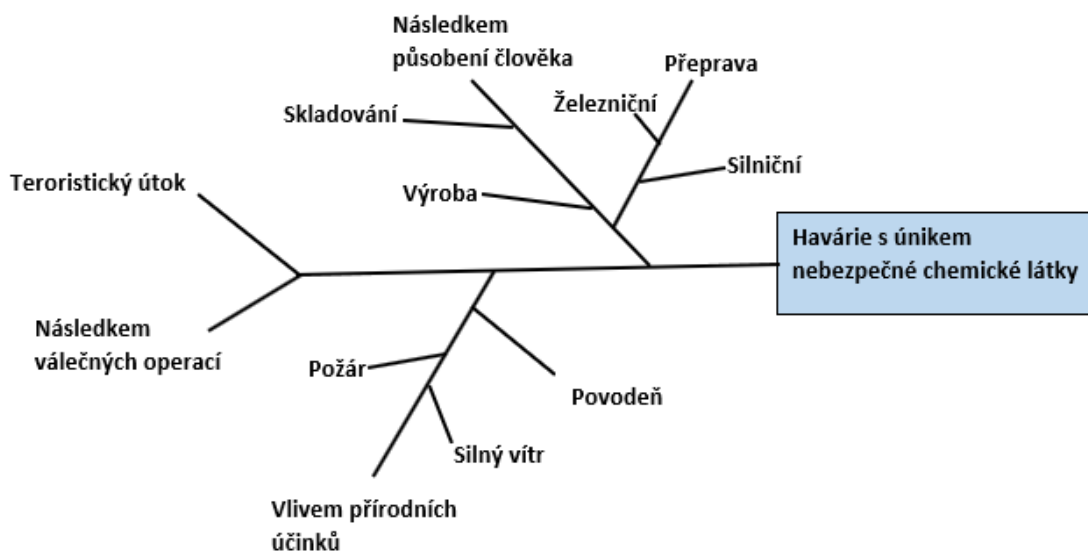 Následkem
působení člověka
Přeprava
Železniční
Skladování
Silniční
Teroristický útok
Výroba
Havárie s únikem
nebezpečné chemické látky
Následkem
válečných operací
Požár
Povodeň
Silný vítr
Vlivem přírodních
účinků